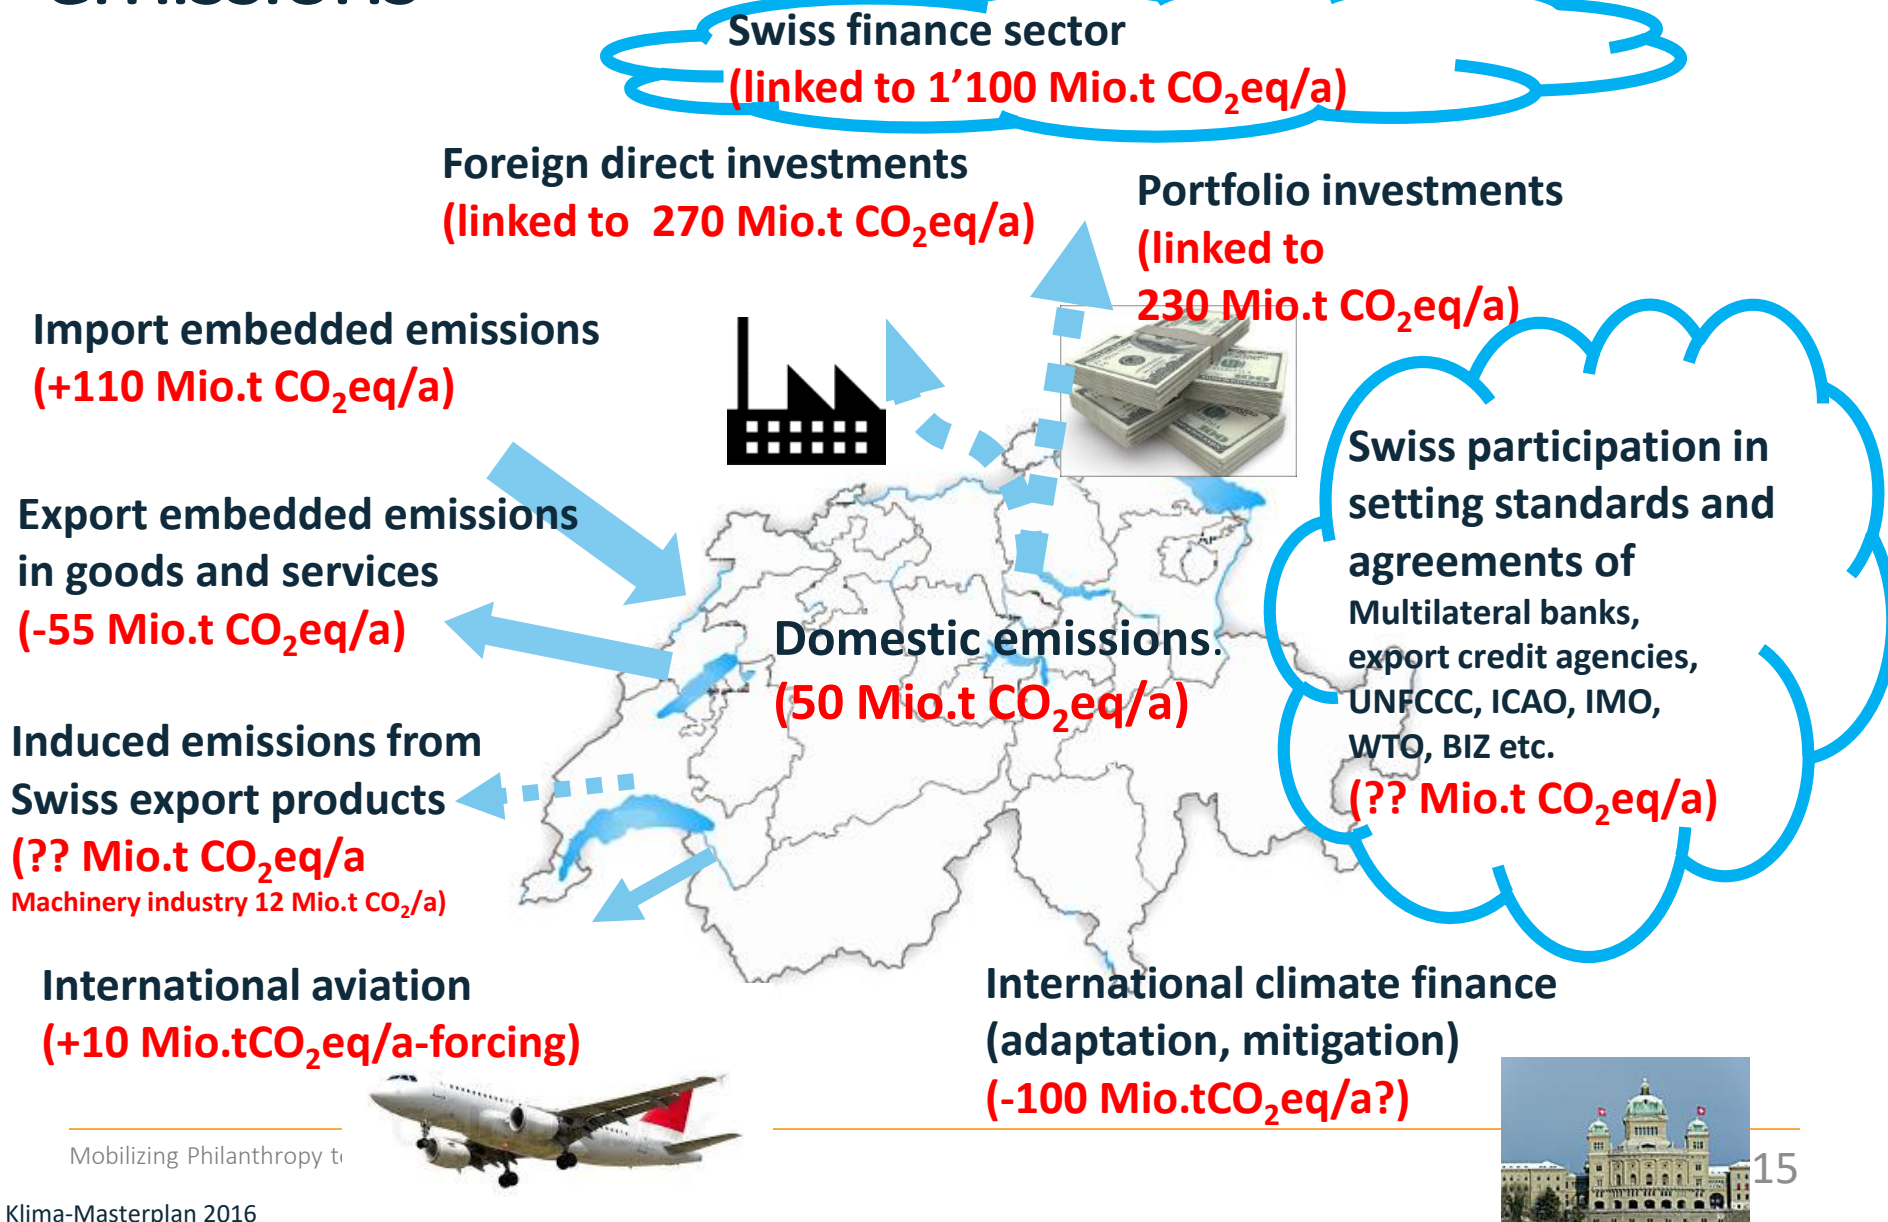 emissions
Swiss finance sector
(linked to 1’100 Mio.t CO₂eq/a)
Foreign direct investments
(linked to 270 Mio.t CO₂eq/a)
Portfolio investments
(linked to
230 Mio.t CO₂eq/a)
Import embedded emissions
(+110 Mio.t CO₂eq/a)
Export embedded emissions
in goods and services
(-55 Mio.t CO₂eq/a)
Swiss participation in
setting standards and
agreements of
Multilateral banks,
export credit agencies,
UNFCCC, ICAO, IMO,
WTO, BIZ etc.
(?? Mio.t CO₂eq/a)
Domestic emissions.
(50 Mio.t CO₂eq/a)
Induced emissions from
Swiss export products
(?? Mio.t CO₂eq/a
Machinery industry 12 Mio.t CO₂/a)
International aviation
(+10 Mio.tCO₂eq/a-forcing)
International climate finance
(adaptation, mitigation)
(-100 Mio.tCO₂eq/a?)
Mobilizing Philanthropy
15
Klima-Masterplan 2016